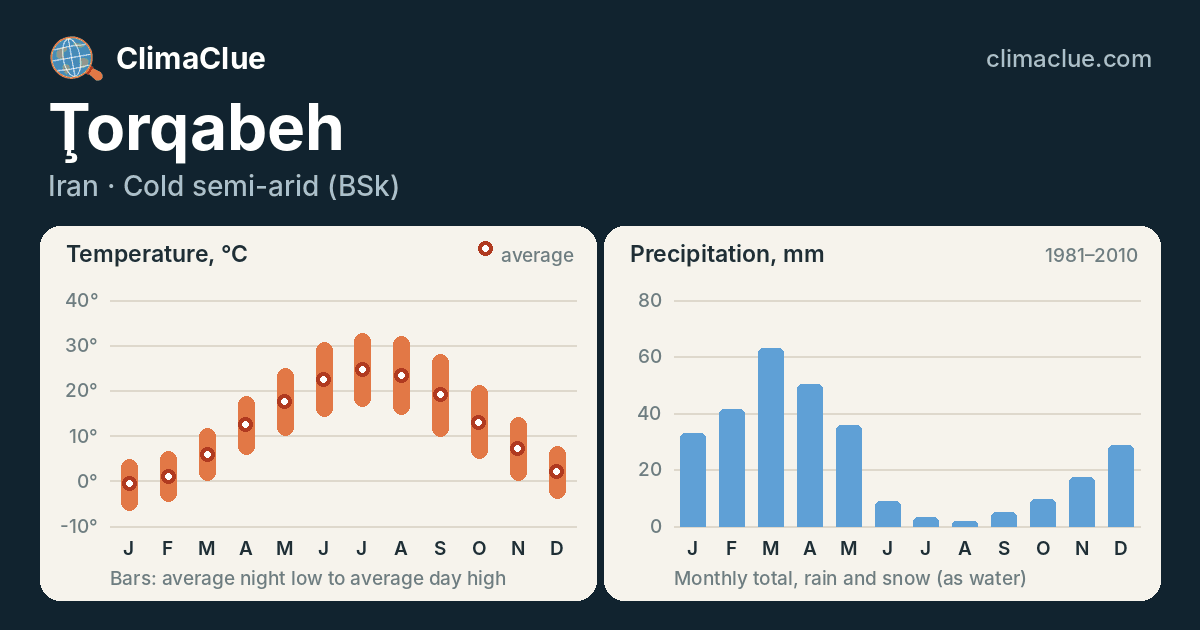 ClimaClue
climaclue.com
Ţorqabeh
Iran · Cold semi-arid (BSk)
Temperature, °C
average
40°
30°
20°
10°
0°
-10°
J F M A M J J A S O N D
Bars: average night low to average day high
Precipitation, mm
1981–2010
80
60
40
20
0
J F M A M J J A S O N D
Monthly total, rain and snow (as water)